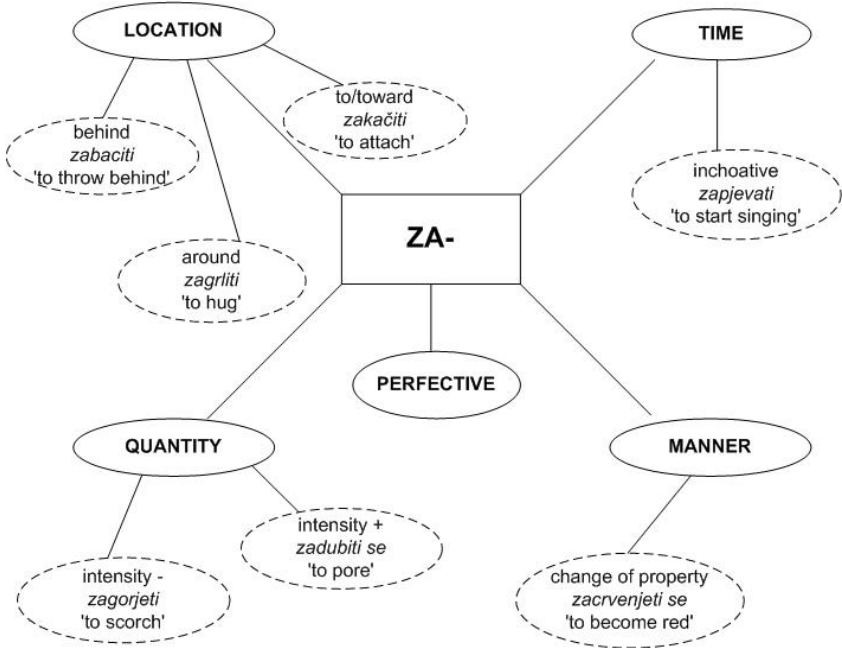 LOCATION
TIME
to/toward
zakačiti
'to attach'
behind
zabaciti
'to throw behind'
inchoative
zapjevati
'to start singing'
ZA-
around
zagrliti
'to hug'
PERFECTIVE
QUANTITY
MANNER
intensity +
zadubiti se
'to pore'
intensity -
zagorjeti
'to scorch'
change of property
zacrvenjeti se
'to become red'